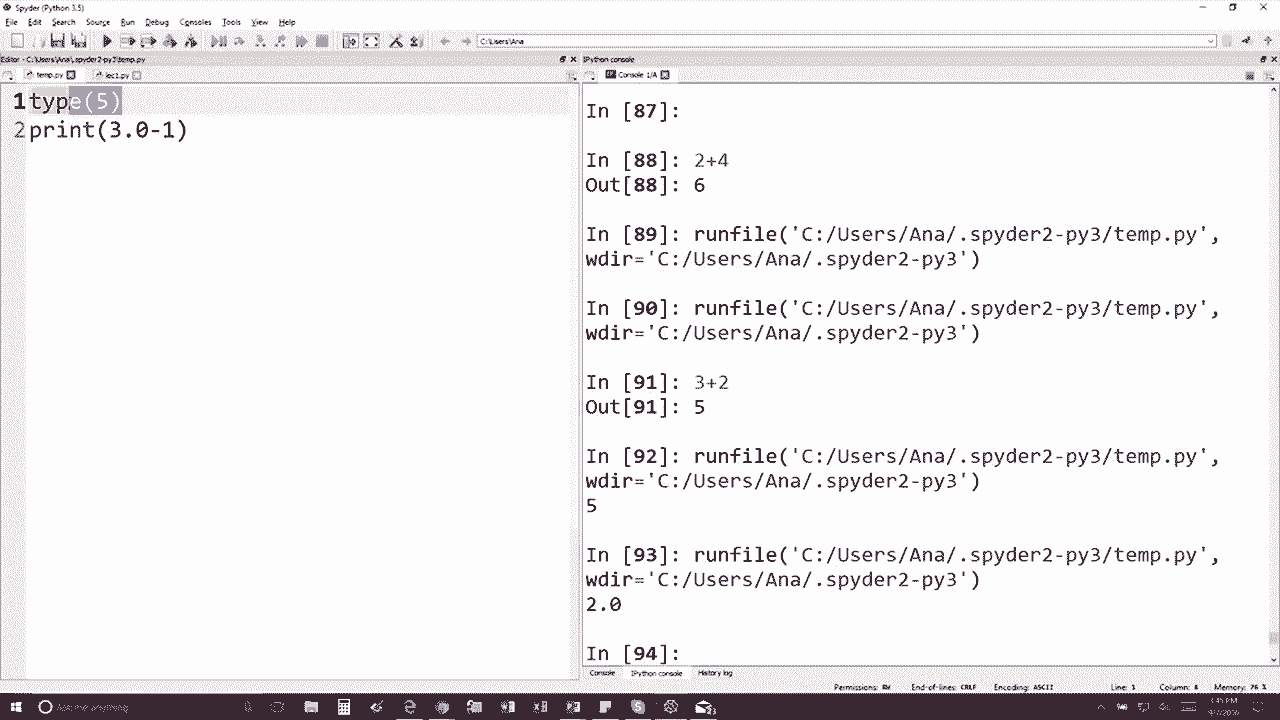 Spyder (Python 3.5)
File Edit Search Source Run Debug Consoles Tools View Help
C:\Users\Ana
Editor - C:\Users\Ana\.spyder2-py3\temp.py
IPython console
temp.py lec1.py
Console 1/A
1 type(5)
2 print(3.0-1)
In [87]:
In [88]: 2+4
Out[88]: 6
In [89]: runfile('C:/Users/Ana/.spyder2-py3/temp.py',
wdir='C:/Users/Ana/.spyder2-py3')
In [90]: runfile('C:/Users/Ana/.spyder2-py3/temp.py',
wdir='C:/Users/Ana/.spyder2-py3')
In [91]: 3+2
Out[91]: 5
In [92]: runfile('C:/Users/Ana/.spyder2-py3/temp.py',
wdir='C:/Users/Ana/.spyder2-py3')
5
In [93]: runfile('C:/Users/Ana/.spyder2-py3/temp.py',
wdir='C:/Users/Ana/.spyder2-py3')
2.0
In [94]:
Console IPython console History log
Permissions: RW End-of-lines: CRLF Encoding: ASCII Line: 1 Column: 4 Memory: 76 %
Ask me anything